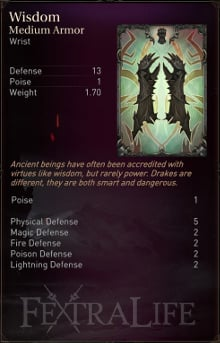 Wisdom
Medium Armor
Wrist
Defense 13
Poise 1
Weight 1.70
Ancient beings have often been accredited with
virtues like wisdom, but rarely power. Drakes are
different, they are both smart and dangerous.
Poise 1
Physical Defense 5
Magic Defense 2
Fire Defense 2
Poison Defense 2
Lightning Defense 2
FEXTRALIFE